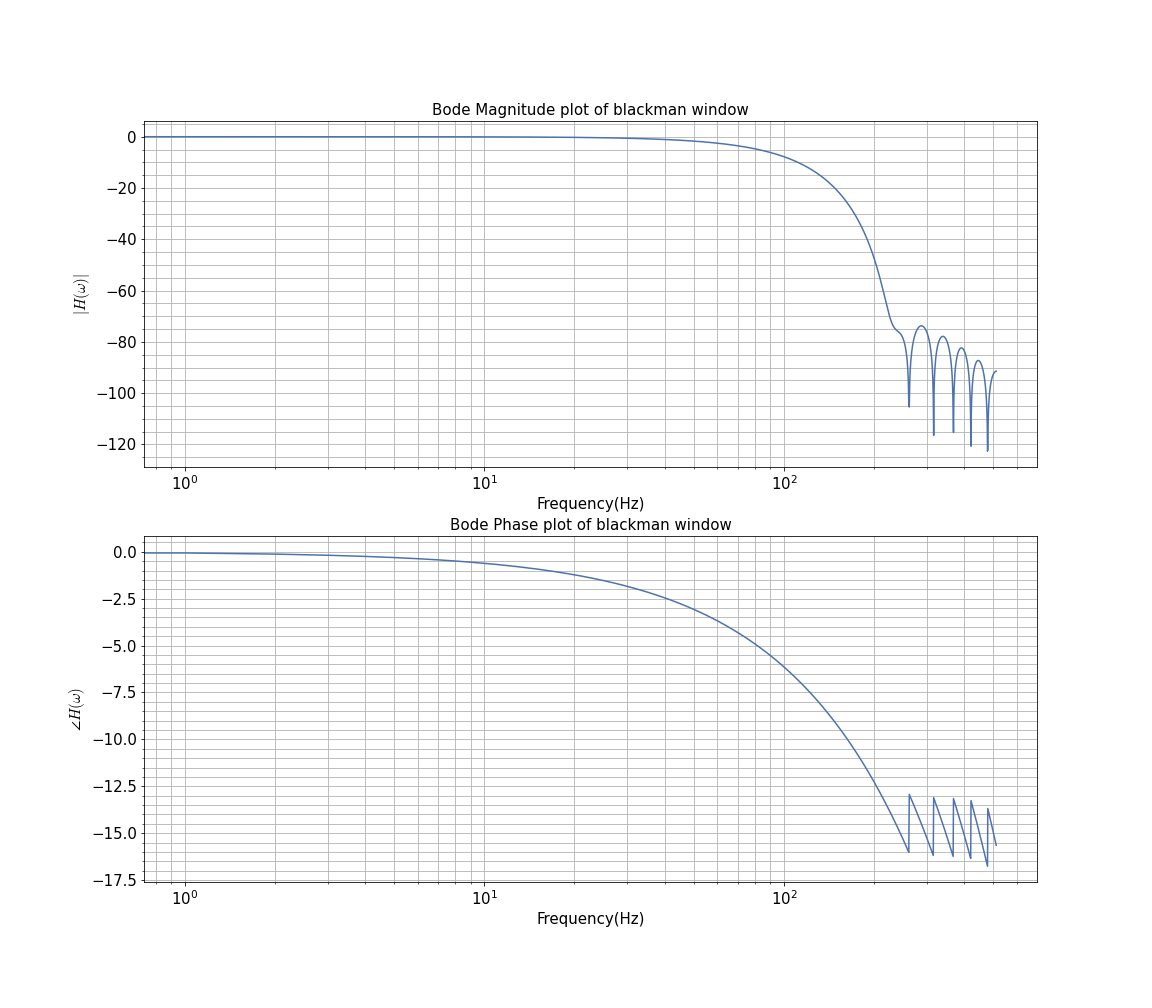 Bode Magnitude plot of blackman window
0
−20
−40
−60
−80
−100
−120
|H(ω)|
10⁰ 10¹ 10²
Frequency(Hz)
Bode Phase plot of blackman window
0.0
−2.5
−5.0
−7.5
−10.0
−12.5
−15.0
−17.5
∠H(ω)
10⁰ 10¹ 10²
Frequency(Hz)